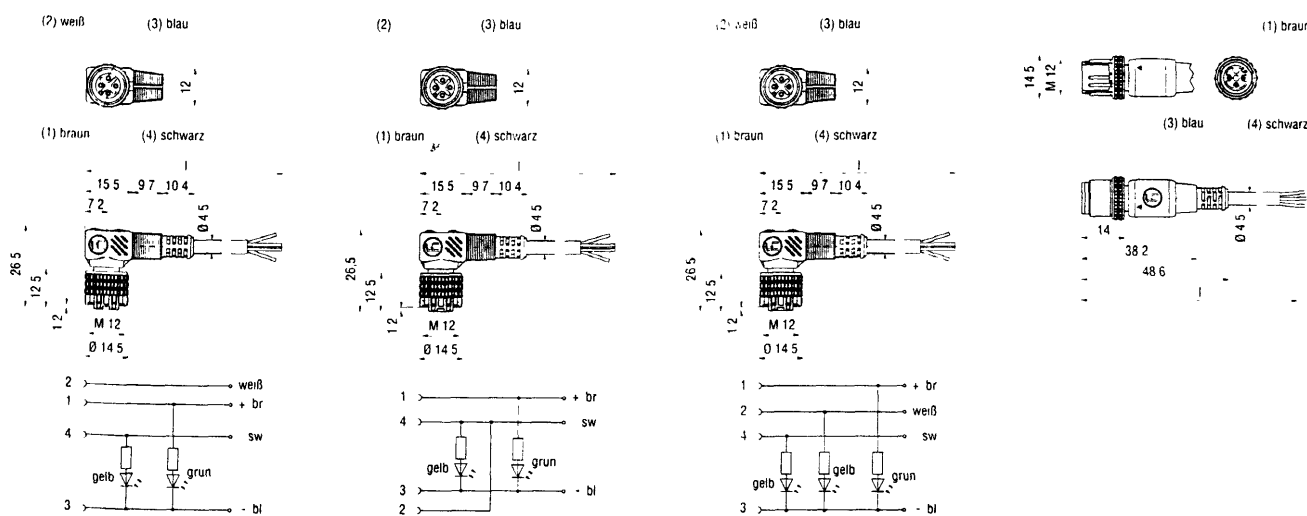 (2) weiß (3) blau
12
(1) braun (4) schwarz
l
15 5 9 7 10 4
7 2
Ø 4 5
26 5
12 5
1 2
M 12
Ø 14 5
2 weiß
1 + br
4 sw
gelb grun
3 - bl
(2) (3) blau
12
(1) braun (4) schwarz
l
15 5 9 7 10 4
7 2
Ø 4 5
26,5
12 5
1 2
M 12
Ø 14 5
1 + br
4 sw
gelb grun
3 - bl
2
(2) weiß (3) blau
12
(1) braun (4) schwarz
l
15 5 9 7 10 4
7 2
Ø 4 5
26 5
12 5
1 2
M 12
O 14 5
1 + br
2 weiß
4 sw
gelb gelb grun
3 - bl
(1) braun
14 5
M 12
(3) blau (4) schwarz
Ø 4 5
14
38 2
48 6
l